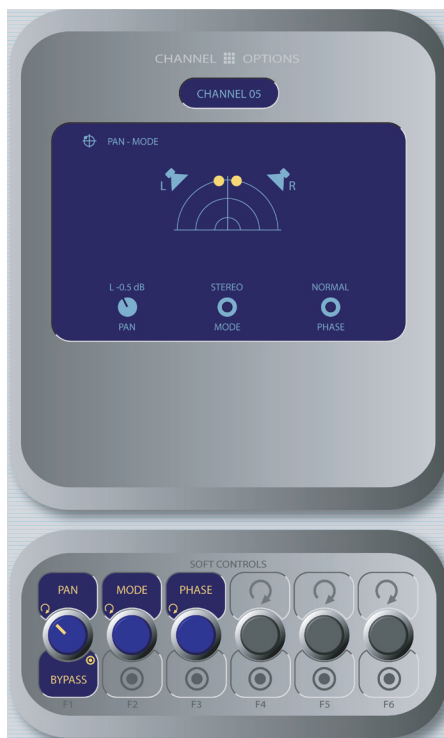 CHANNEL OPTIONS
CHANNEL 05
PAN - MODE
L R
L -0.5 dB STEREO NORMAL
PAN MODE PHASE
SOFT CONTROLS
PAN MODE PHASE
BYPASS
F1 F2 F3 F4 F5 F6